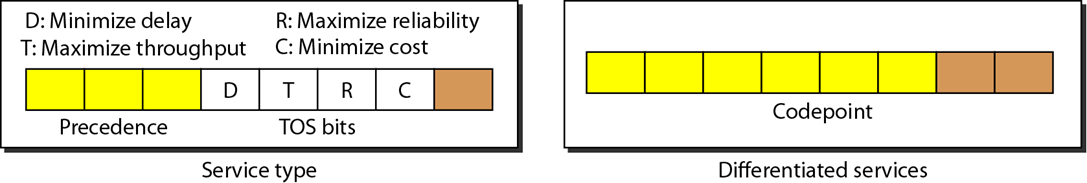 D: Minimize delay R: Maximize reliability
T: Maximize throughput C: Minimize cost
D T R C
Precedence TOS bits
Service type
Codepoint
Differentiated services